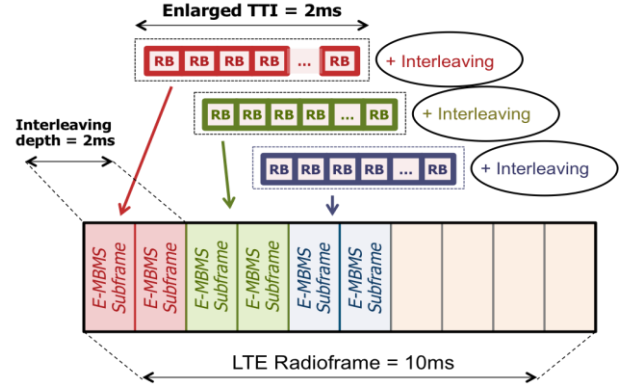 Enlarged TTI = 2ms
RB RB RB RB ... RB
+ Interleaving
RB RB RB RB ... RB
+ Interleaving
Interleaving
depth = 2ms
RB RB RB RB ... RB
+ Interleaving
E-MBMS
Subframe
E-MBMS
Subframe
E-MBMS
Subframe
E-MBMS
Subframe
E-MBMS
Subframe
E-MBMS
Subframe
LTE Radioframe = 10ms